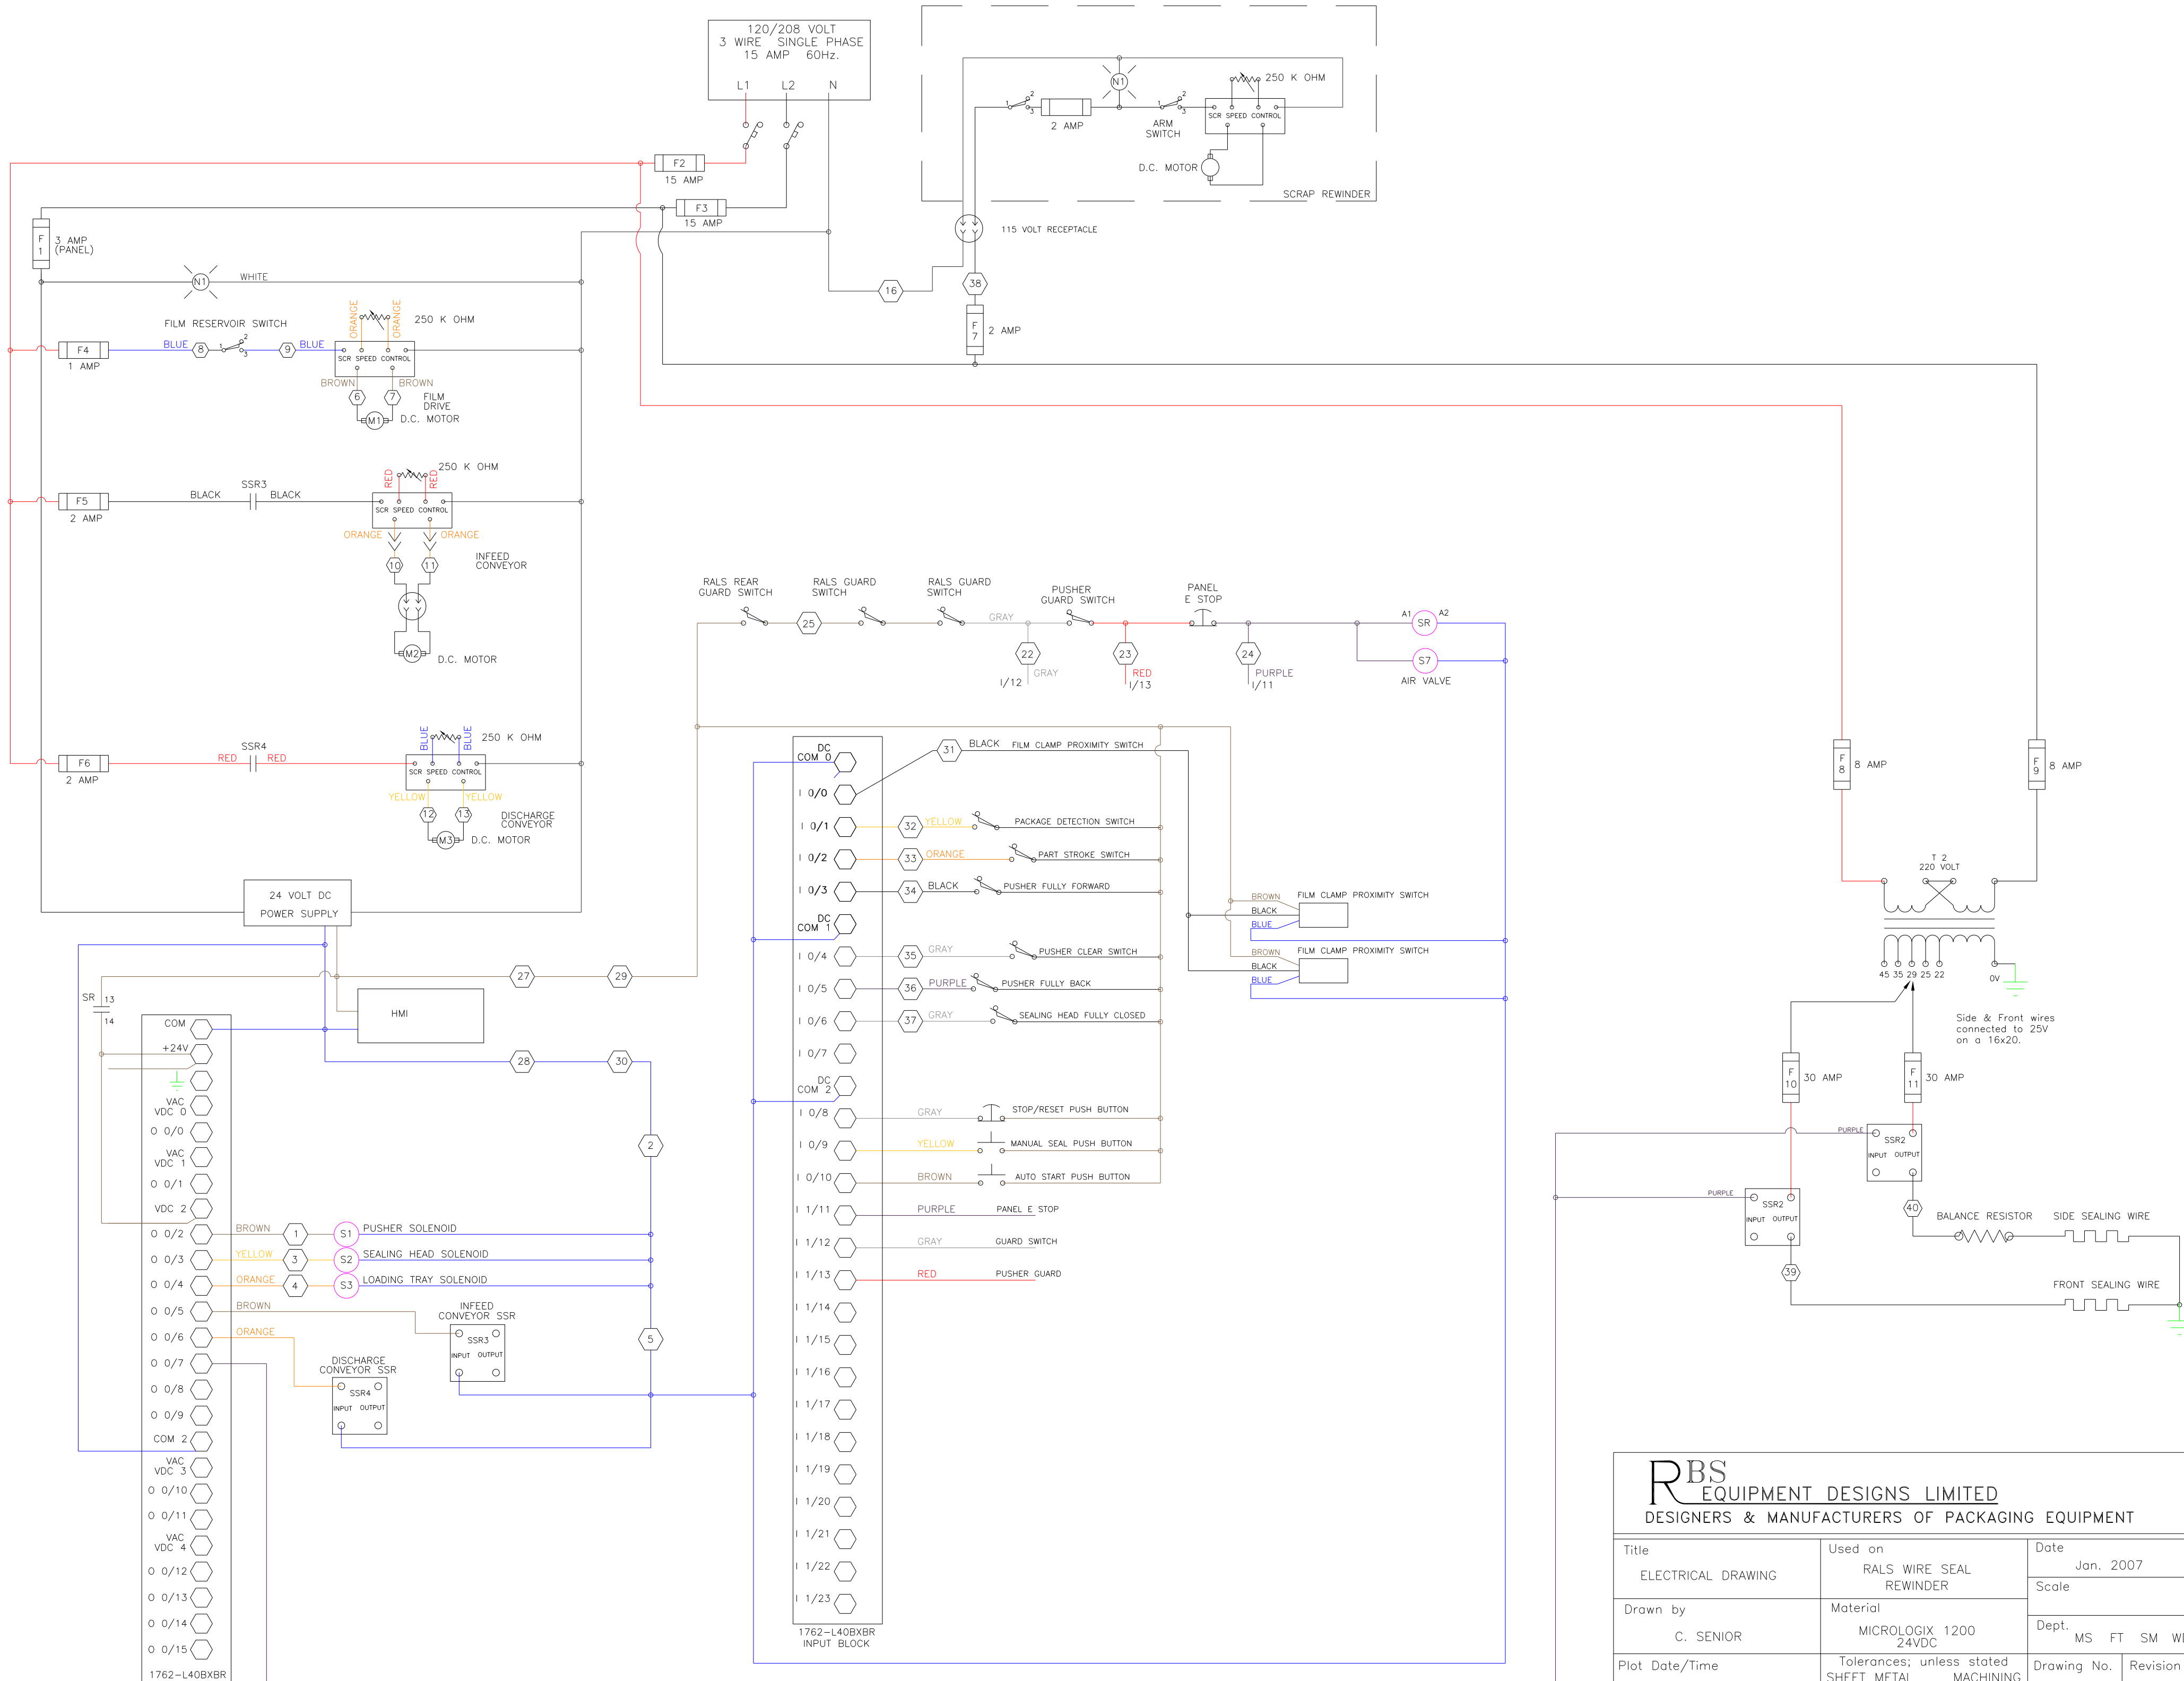 120/208 VOLT
3 WIRE SINGLE PHASE
15 AMP 60Hz.
L1 L2 N
F2
15 AMP
F3
15 AMP
N1
250 K OHM
1 2 3
2 AMP
ARM
SWITCH
1 2 3
SCR SPEED CONTROL
D.C. MOTOR
SCRAP REWINDER
115 VOLT RECEPTACLE
16
38
F
7
2 AMP
F
1
3 AMP
(PANEL)
N1
WHITE
FILM RESERVOIR SWITCH
ORANGE
ORANGE
250 K OHM
F4
1 AMP
BLUE
8
1 2 3
9
BLUE
SCR SPEED CONTROL
BROWN
BROWN
6
7
FILM
DRIVE
M1
D.C. MOTOR
RED
RED
250 K OHM
F5
2 AMP
BLACK
SSR3
BLACK
SCR SPEED CONTROL
ORANGE
ORANGE
10
11
INFEED
CONVEYOR
M2
D.C. MOTOR
BLUE
BLUE
250 K OHM
F6
2 AMP
RED
SSR4
RED
SCR SPEED CONTROL
YELLOW
YELLOW
12
13
DISCHARGE
CONVEYOR
M3
D.C. MOTOR
24 VOLT DC
POWER SUPPLY
27
29
HMI
28
30
2
5
SR
13
14
COM
+24V
VAC
VDC 0
O 0/0
VAC
VDC 1
O 0/1
VDC 2
O 0/2
BROWN
1
S1
PUSHER SOLENOID
O 0/3
YELLOW
3
S2
SEALING HEAD SOLENOID
O 0/4
ORANGE
4
S3
LOADING TRAY SOLENOID
O 0/5
BROWN
INFEED
CONVEYOR SSR
SSR3
INPUT OUTPUT
O 0/6
ORANGE
DISCHARGE
CONVEYOR SSR
SSR4
INPUT OUTPUT
O 0/7
O 0/8
O 0/9
COM 2
VAC
VDC 3
O 0/10
O 0/11
VAC
VDC 4
O 0/12
O 0/13
O 0/14
O 0/15
1762-L40BXBR
RALS REAR
GUARD SWITCH
25
RALS GUARD
SWITCH
RALS GUARD
SWITCH
GRAY
22
GRAY
I/12
PUSHER
GUARD SWITCH
23
RED
I/13
PANEL
E STOP
24
PURPLE
I/11
A1
SR
A2
S7
AIR VALVE
DC
COM 0
I 0/0
31
BLACK
FILM CLAMP PROXIMITY SWITCH
I 0/1
32
YELLOW
PACKAGE DETECTION SWITCH
I 0/2
33
ORANGE
PART STROKE SWITCH
I 0/3
34
BLACK
PUSHER FULLY FORWARD
DC
COM 1
I 0/4
35
GRAY
PUSHER CLEAR SWITCH
I 0/5
36
PURPLE
PUSHER FULLY BACK
I 0/6
37
GRAY
SEALING HEAD FULLY CLOSED
I 0/7
DC
COM 2
I 0/8
GRAY
STOP/RESET PUSH BUTTON
I 0/9
YELLOW
MANUAL SEAL PUSH BUTTON
I 0/10
BROWN
AUTO START PUSH BUTTON
I 1/11
PURPLE
PANEL E STOP
I 1/12
GRAY
GUARD SWITCH
I 1/13
RED
PUSHER GUARD
I 1/14
I 1/15
I 1/16
I 1/17
I 1/18
I 1/19
I 1/20
I 1/21
I 1/22
I 1/23
1762-L40BXBR
INPUT BLOCK
BROWN
FILM CLAMP PROXIMITY SWITCH
BLACK
BLUE
BROWN
FILM CLAMP PROXIMITY SWITCH
BLACK
BLUE
F
8
8 AMP
F
9
8 AMP
T 2
220 VOLT
45 35 29 25 22
0V
Side & Front wires
connected to 25V
on a 16x20.
F
10
30 AMP
F
11
30 AMP
PURPLE
SSR2
INPUT OUTPUT
PURPLE
SSR2
INPUT OUTPUT
40
39
BALANCE RESISTOR
SIDE SEALING WIRE
FRONT SEALING WIRE
RBS
EQUIPMENT DESIGNS LIMITED
DESIGNERS & MANUFACTURERS OF PACKAGING EQUIPMENT
Title
ELECTRICAL DRAWING
Used on
RALS WIRE SEAL
REWINDER
Date
Jan. 2007
Scale
Drawn by
C. SENIOR
Material
MICROLOGIX 1200
24VDC
Dept.
MS FT SM
Plot Date/Time
Tolerances; unless stated
SHEET METAL MACHINING
Drawing No.
Revision